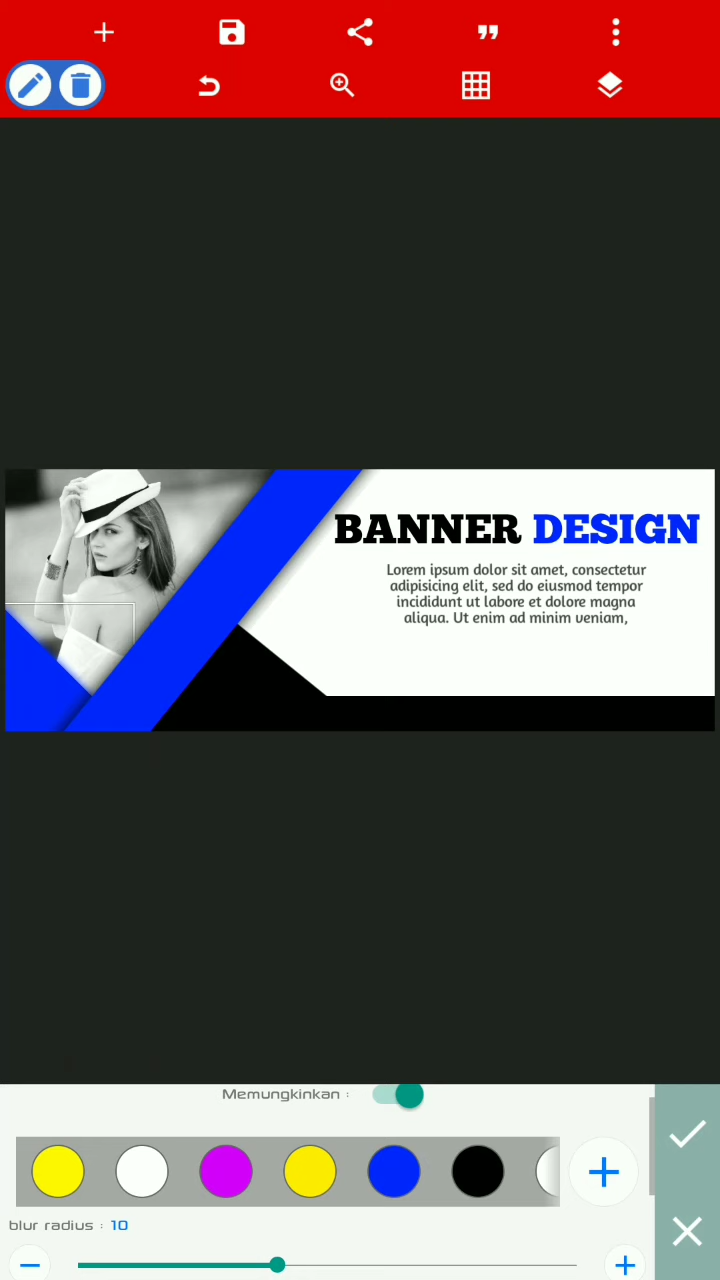 BANNER DESIGN
Lorem ipsum dolor sit amet, consectetur
adipisicing elit, sed do eiusmod tempor
incididunt ut labore et dolore magna
aliqua. Ut enim ad minim veniam,
Memungkinkan :
blur radius : 10